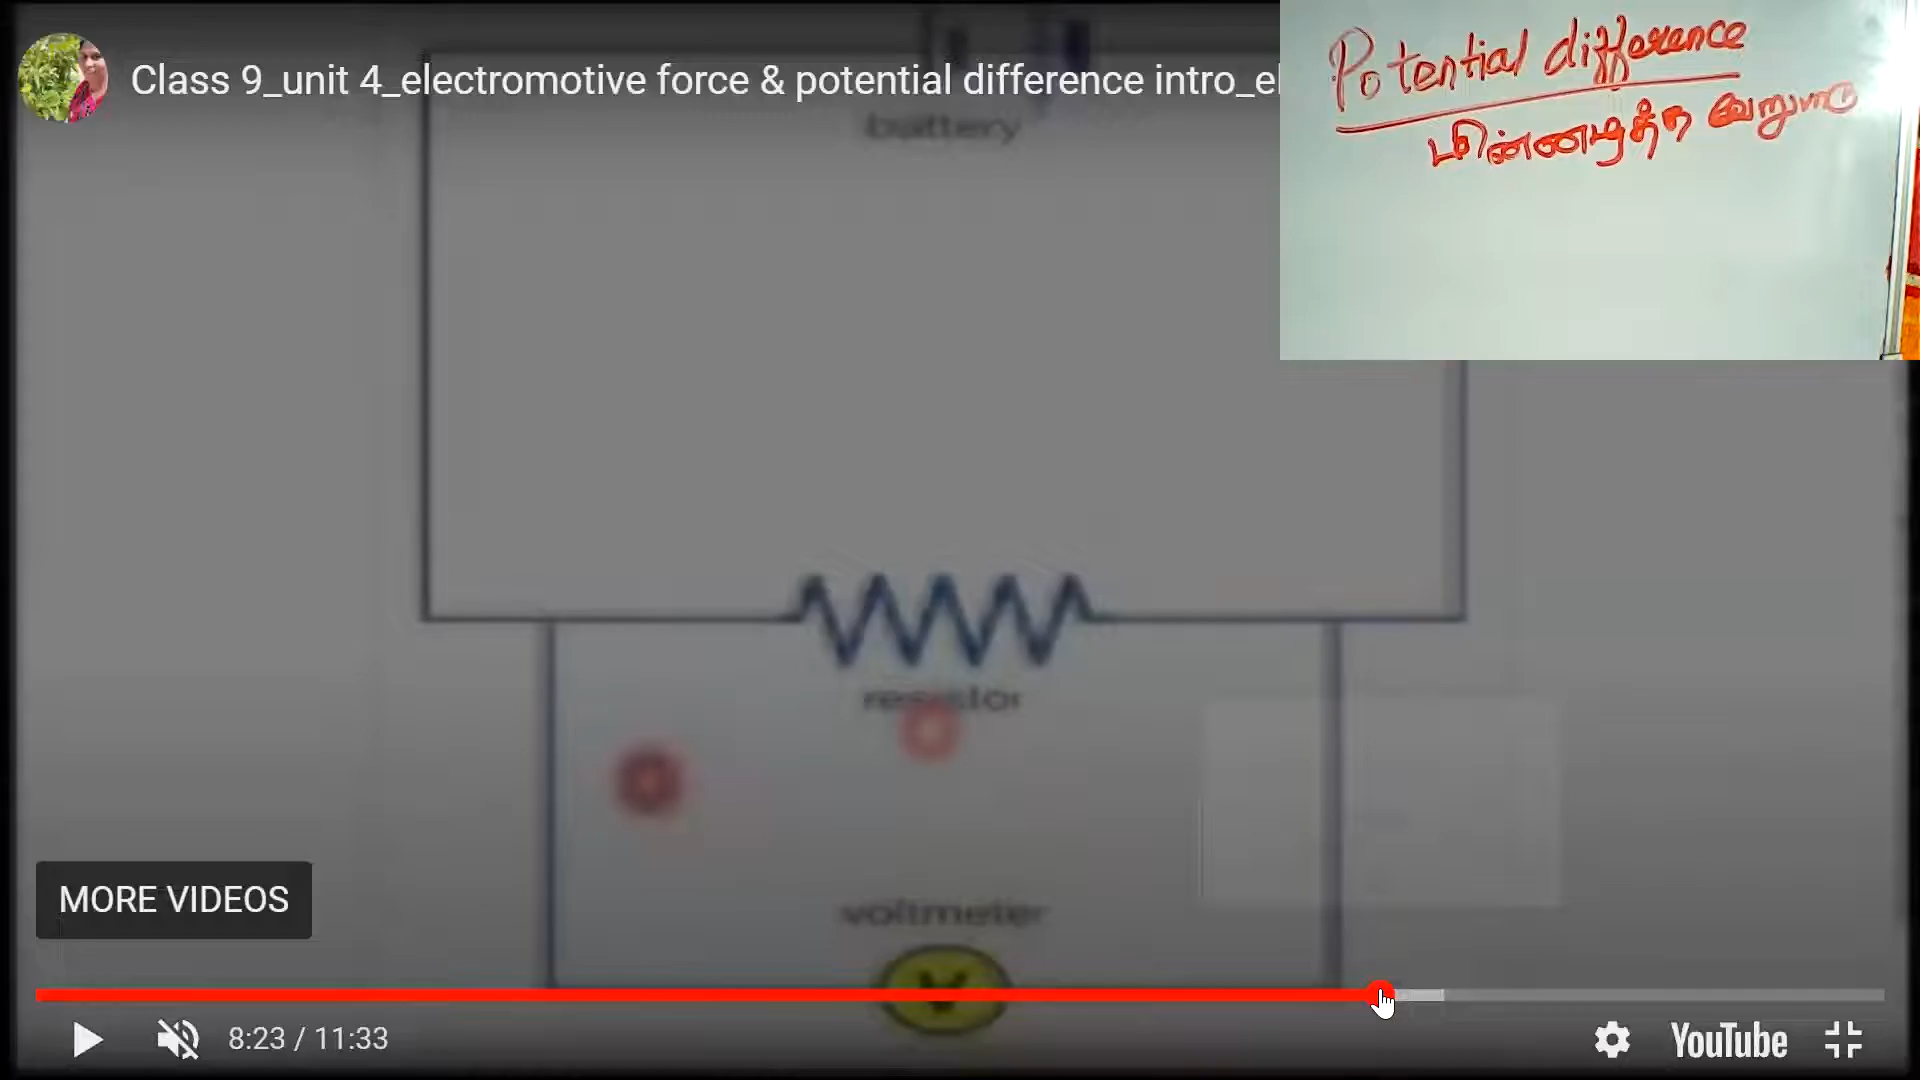 Class 9_unit 4_electromotive force & potential difference intro_el
Potential difference
மின்னழுத்த வேறுபாடு
battery
resistor
voltmeter
V
MORE VIDEOS
8:23 / 11:33
YouTube